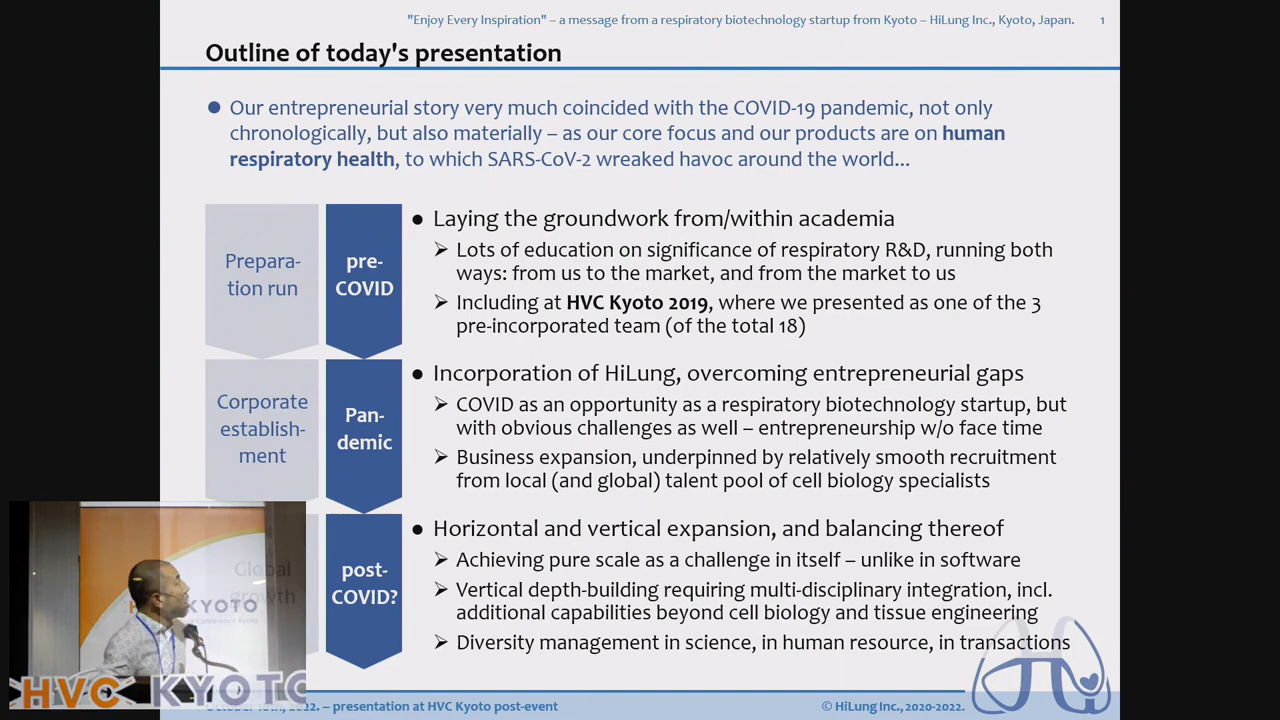 "Enjoy Every Inspiration" – a message from a respiratory biotechnology startup from Kyoto – HiLung Inc., Kyoto, Japan. 1
Outline of today's presentation
● Our entrepreneurial story very much coincided with the COVID-19 pandemic, not only
chronologically, but also materially – as our core focus and our products are on human
respiratory health, to which SARS-CoV-2 wreaked havoc around the world...
Prepara-
tion run
pre-
COVID
● Laying the groundwork from/within academia
➢ Lots of education on significance of respiratory R&D, running both
ways: from us to the market, and from the market to us
➢ Including at HVC Kyoto 2019, where we presented as one of the 3
pre-incorporated team (of the total 18)
Corporate
establish-
ment
Pan-
demic
● Incorporation of HiLung, overcoming entrepreneurial gaps
➢ COVID as an opportunity as a respiratory biotechnology startup, but
with obvious challenges as well – entrepreneurship w/o face time
➢ Business expansion, underpinned by relatively smooth recruitment
from local (and global) talent pool of cell biology specialists
Global
growth
post-
COVID?
● Horizontal and vertical expansion, and balancing thereof
➢ Achieving pure scale as a challenge in itself – unlike in software
➢ Vertical depth-building requiring multi-disciplinary integration, incl.
additional capabilities beyond cell biology and tissue engineering
➢ Diversity management in science, in human resource, in transactions
KYOTO
Conference Kyoto
HVC KYOTO
2022. – presentation at HVC Kyoto post-event
© HiLung Inc., 2020-2022.